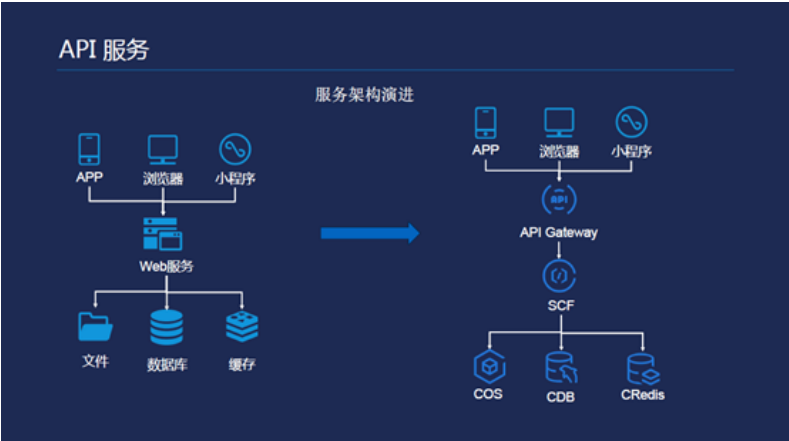 API 服务
服务架构演进
APP 浏览器 小程序
Web服务
文件 数据库 缓存
APP 浏览器 小程序
API
API Gateway
SCF
COS CDB CRedis